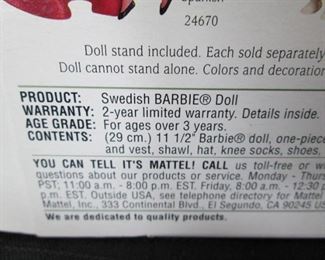 Spanish
24670
Doll stand included. Each sold separately
Doll cannot stand alone. Colors and decoration
PRODUCT: Swedish BARBIE® Doll
WARRANTY: 2-year limited warranty. Details inside.
AGE GRADE: For ages over 3 years.
CONTENTS: (29 cm.) 11 1/2" Barbie® doll, one-piece
and vest, shawl, hat, knee socks, shoes,
YOU CAN TELL IT'S MATTEL! CALL us toll-free or w
questions about our products or service. Monday - Thurs
PST; 11:00 a.m. - 8:00 p.m. EST. Friday, 8:00 a.m. - 12:30
p.m. EST. Outside USA, see telephone directory for Mattel
Mattel, Inc., 333 Continental Blvd., El Segundo, CA 90245 US
We are dedicated to quality products.